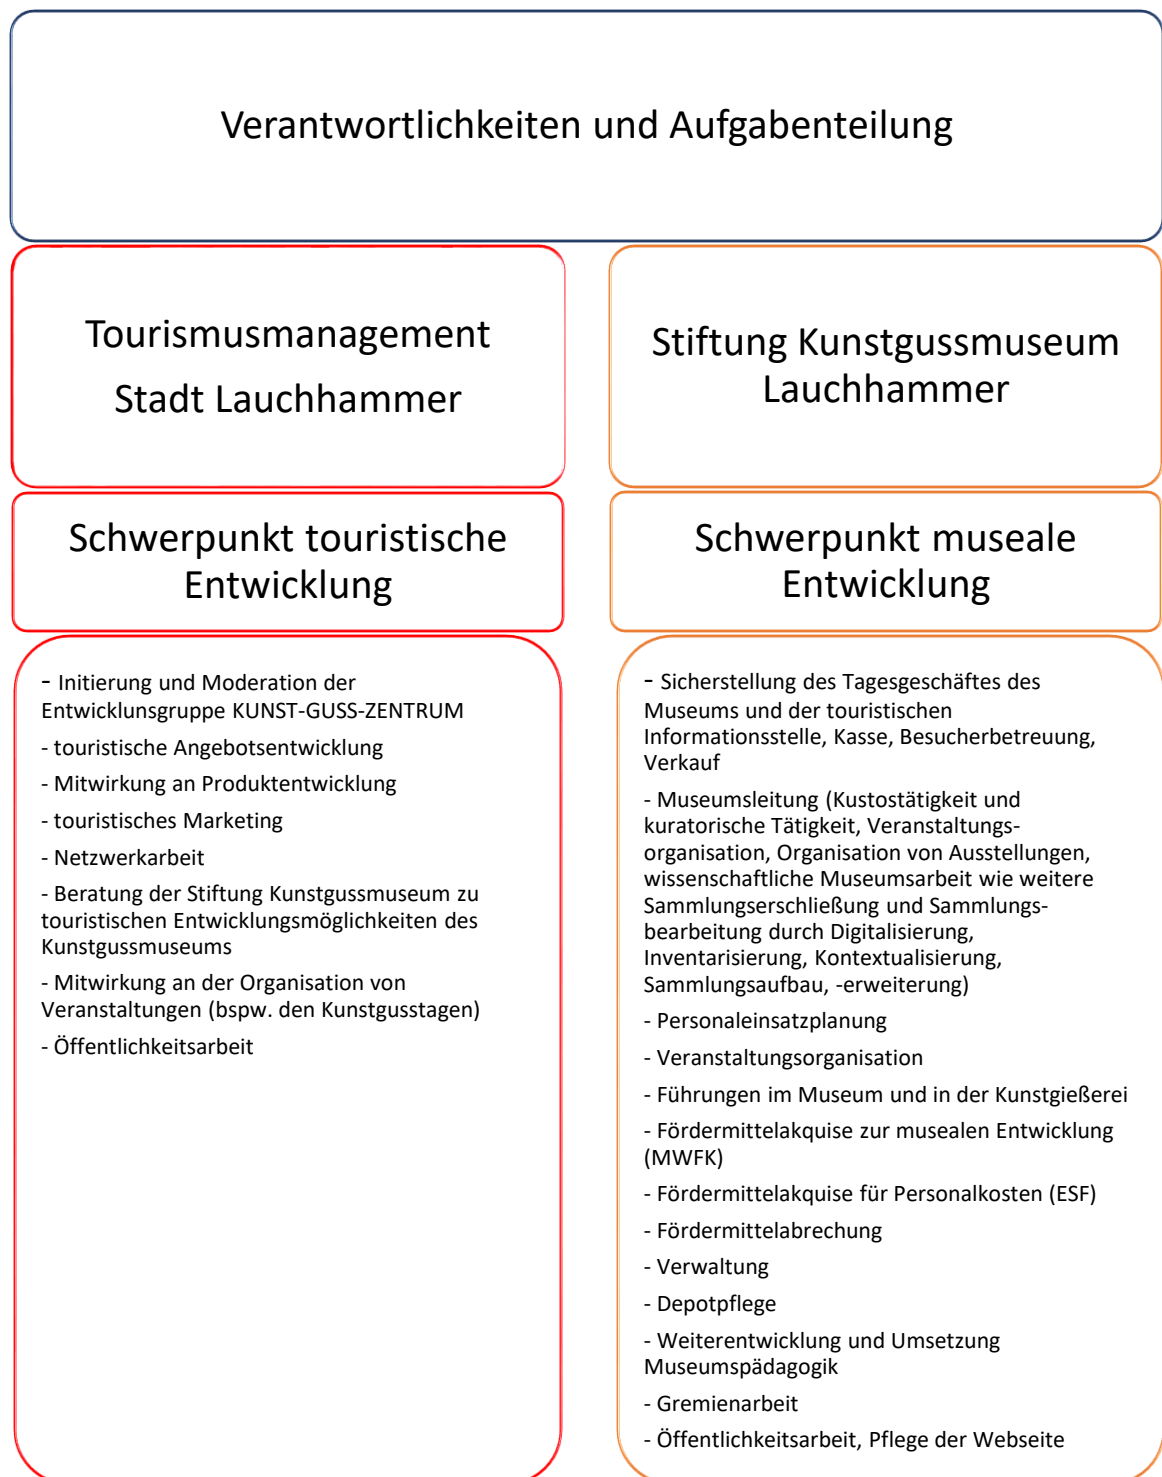 Verantwortlichkeiten und Aufgabenteilung
Tourismusmanagement
Stadt Lauchhammer
Schwerpunkt touristische
Entwicklung
- Initierung und Moderation der
Entwicklunsgruppe KUNST-GUSS-ZENTRUM
- touristische Angebotsentwicklung
- Mitwirkung an Produktentwicklung
- touristisches Marketing
- Netzwerkarbeit
- Beratung der Stiftung Kunstgussmuseum zu
touristischen Entwicklungsmöglichkeiten des
Kunstgussmuseums
- Mitwirkung an der Organisation von
Veranstaltungen (bspw. den Kunstgusstagen)
- Öffentlichkeitsarbeit
Stiftung Kunstgussmuseum
Lauchhammer
Schwerpunkt museale
Entwicklung
- Sicherstellung des Tagesgeschäftes des
Museums und der touristischen
Informationsstelle, Kasse, Besucherbetreuung,
Verkauf
- Museumsleitung (Kustostätigkeit und
kuratorische Tätigkeit, Veranstaltungs-
organisation, Organisation von Ausstellungen,
wissenschaftliche Museumsarbeit wie weitere
Sammlungserschließung und Sammlungs-
bearbeitung durch Digitalisierung,
Inventarisierung, Kontextualisierung,
Sammlungsaufbau, -erweiterung)
- Personaleinsatzplanung
- Veranstaltungsorganisation
- Führungen im Museum und in der Kunstgießerei
- Fördermittelakquise zur musealen Entwicklung
(MWFK)
- Fördermittelakquise für Personalkosten (ESF)
- Fördermittelabrechung
- Verwaltung
- Depotpflege
- Weiterentwicklung und Umsetzung
Museumspädagogik
- Gremienarbeit
- Öffentlichkeitsarbeit, Pflege der Webseite